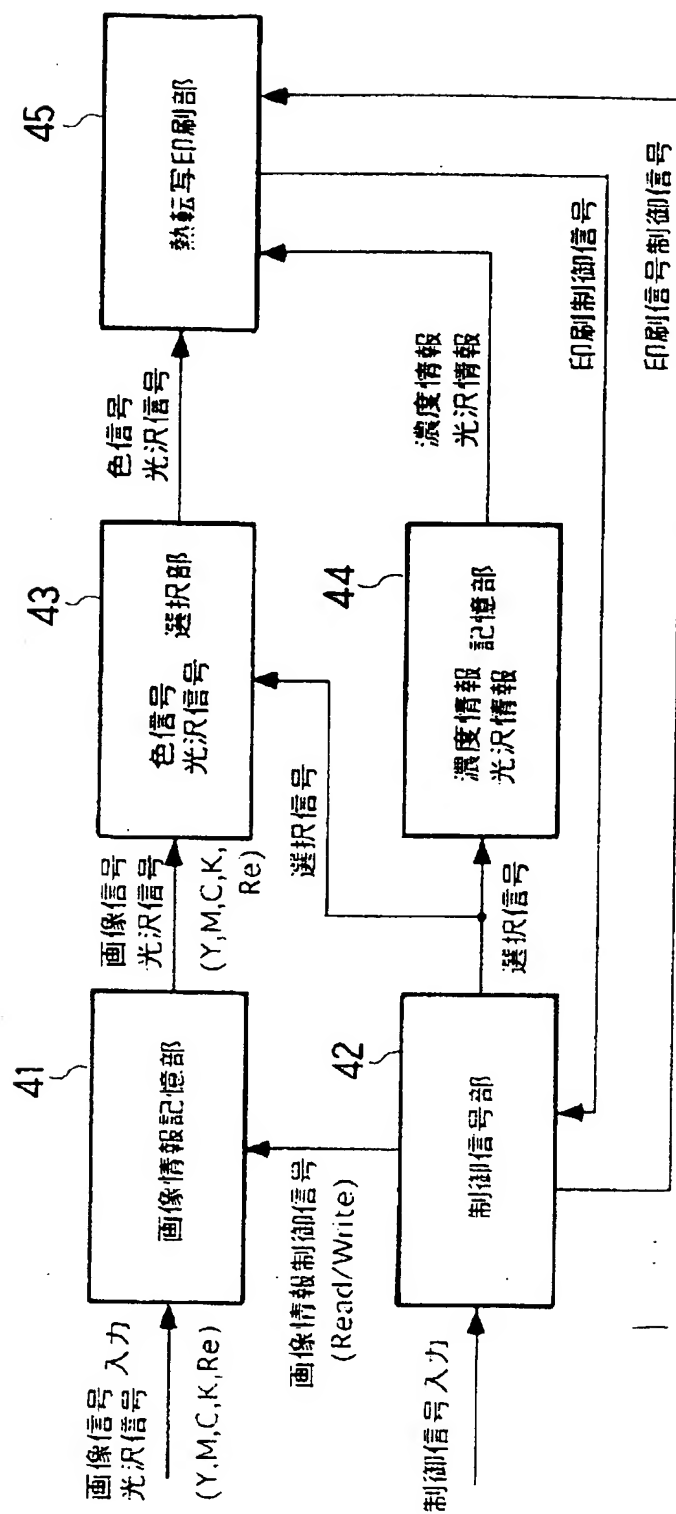 画像信号
光沢信号
入力
(Y,M,C,K,Re)
41
画像情報記憶部
画像信号
光沢信号
(Y,M,C,K,
Re)
43
色信号
光沢信号
選択部
色信号
光沢信号
45
熱転写印刷部
画像情報制御信号
(Read/Write)
選択信号
制御信号入力
42
制御信号部
選択信号
44
濃度情報
光沢情報
記憶部
濃度情報
光沢情報
印刷制御信号
印刷信号制御信号